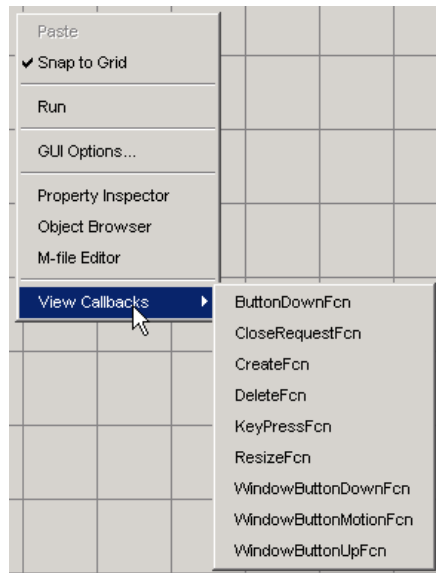 Paste
Snap to Grid
Run
GUI Options...
Property Inspector
Object Browser
M-file Editor
View Callbacks
ButtonDownFcn
CloseRequestFcn
CreateFcn
DeleteFcn
KeyPressFcn
ResizeFcn
WindowButtonDownFcn
WindowButtonMotionFcn
WindowButtonUpFcn